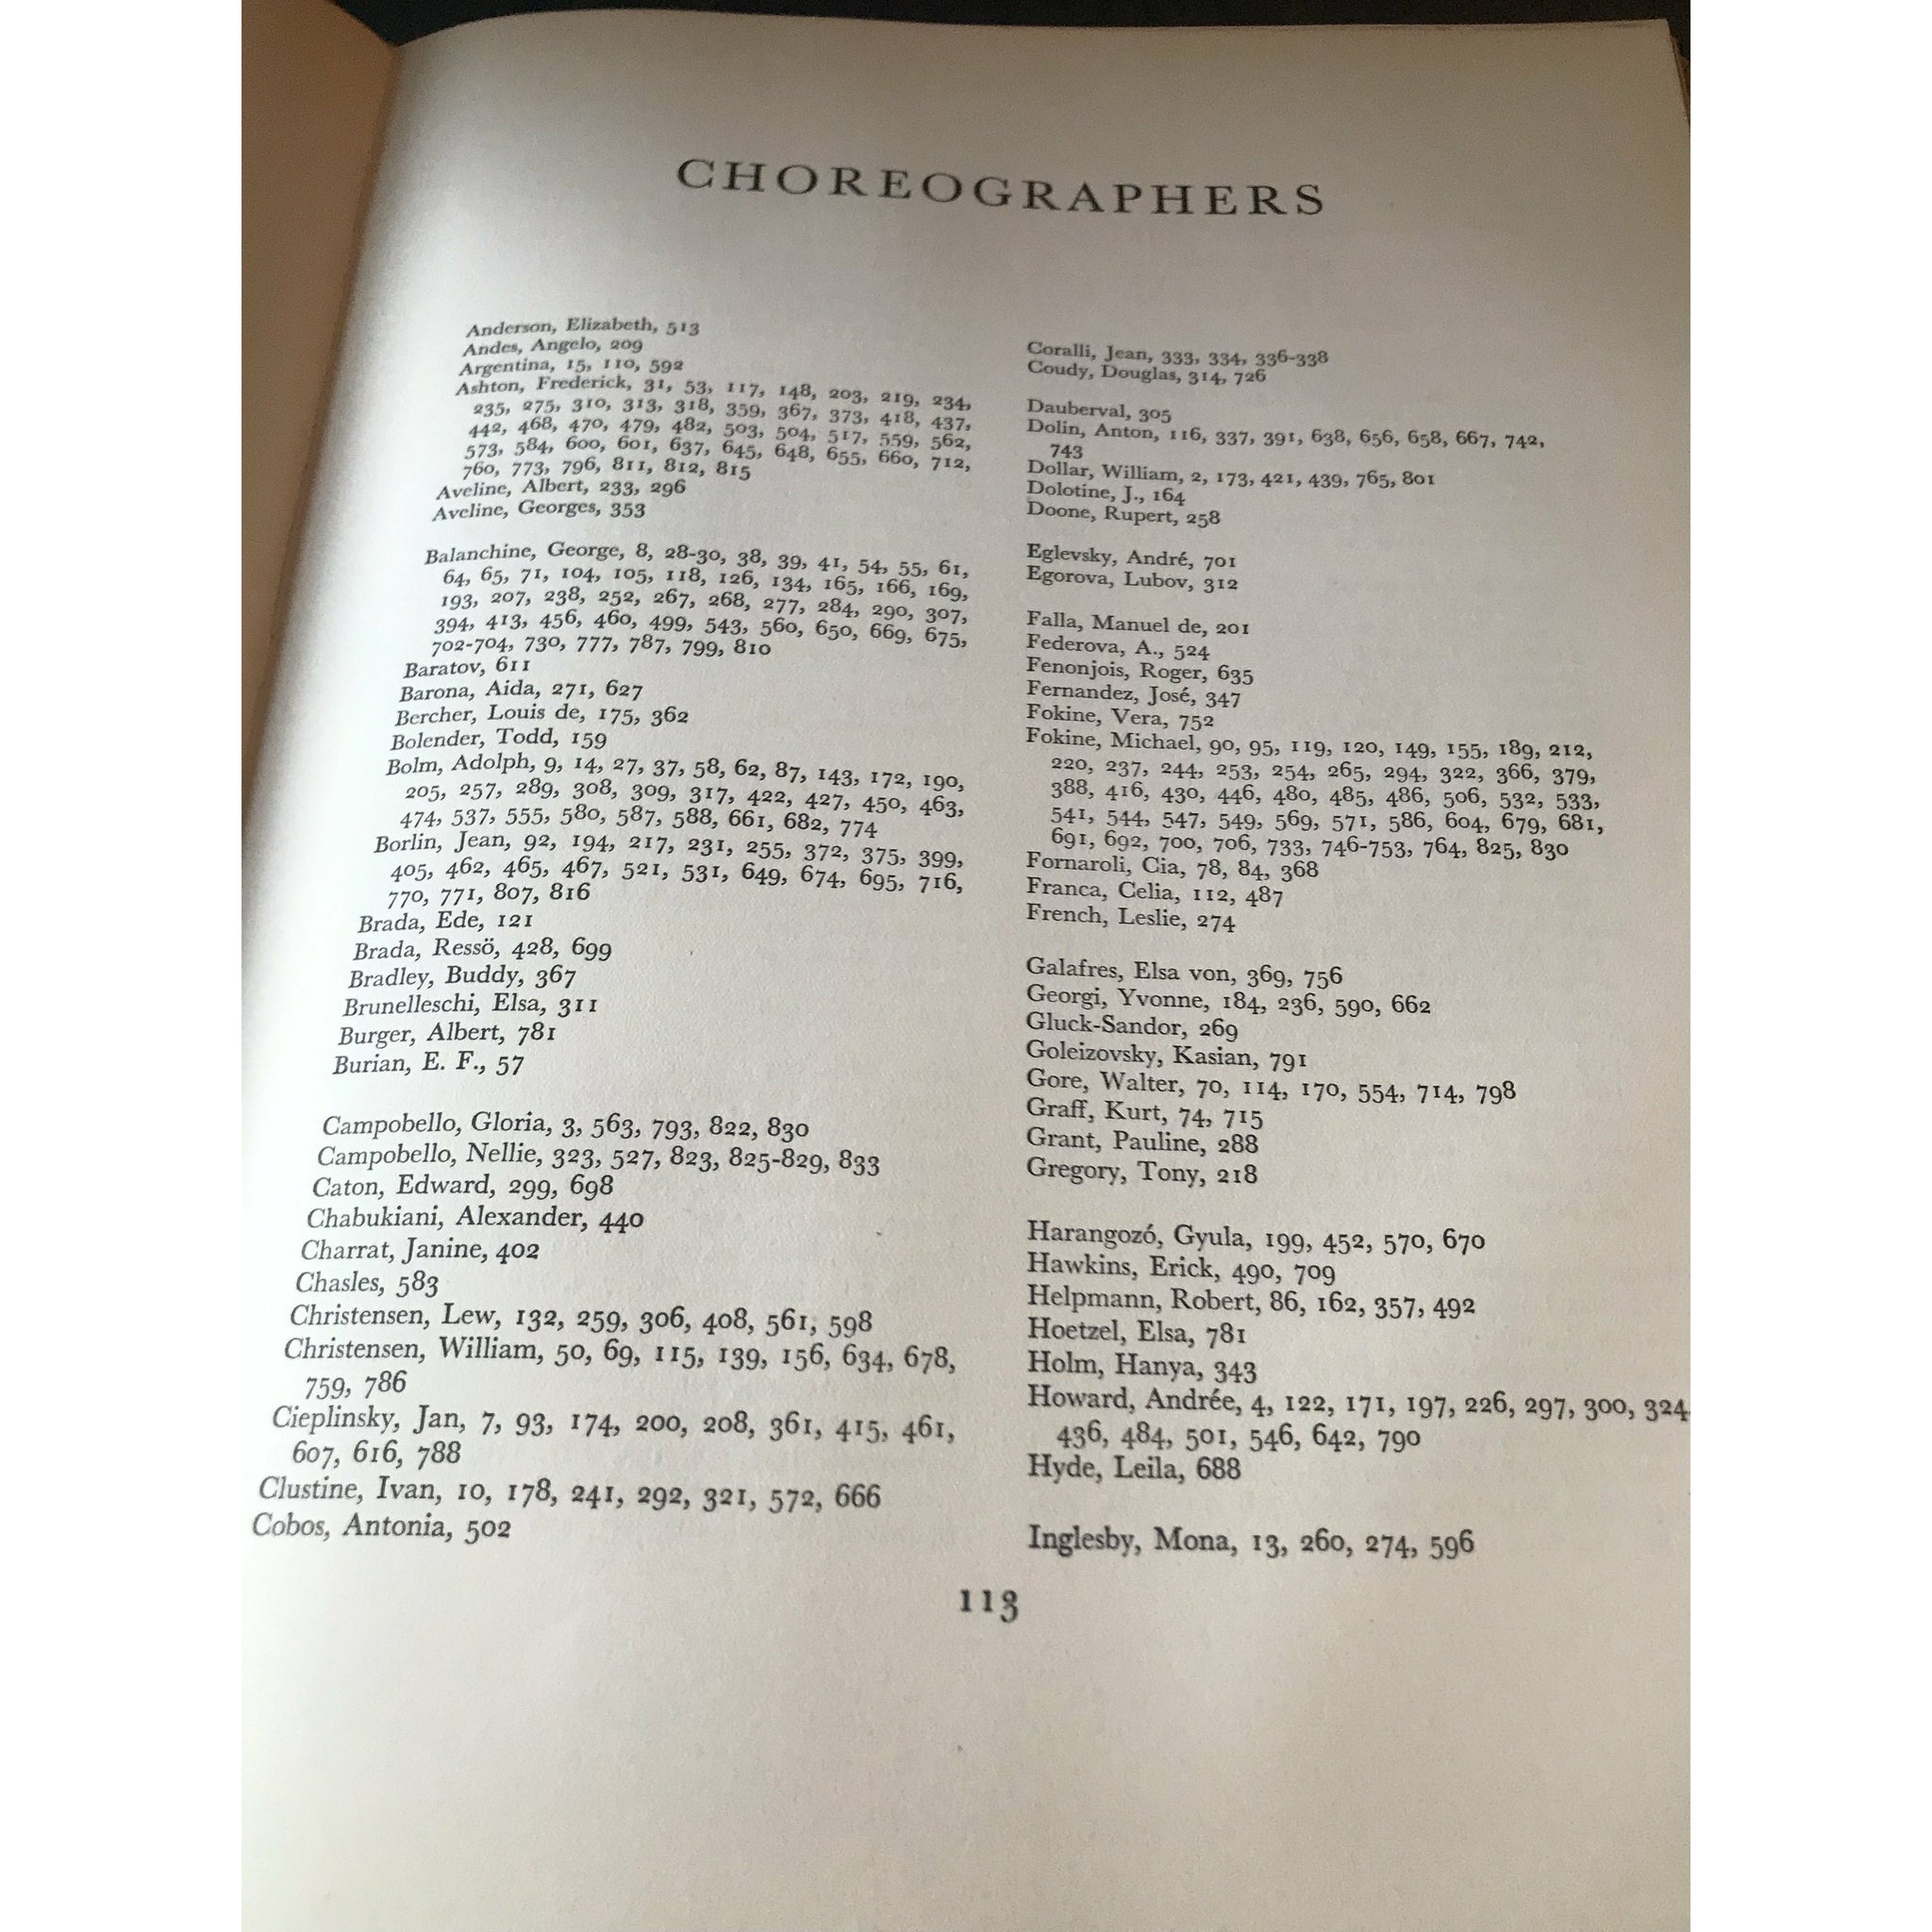 CHOREOGRAPHERS
Anderson, Elizabeth, 513
Andes, Angelo, 209
Argentina, 15, 110, 592
Ashton, Frederick, 31, 53, 117, 148, 203, 219, 234,
235, 275, 310, 313, 318, 359, 367, 373, 418, 437,
442, 468, 470, 479, 482, 503, 504, 517, 559, 562,
573, 584, 600, 601, 637, 645, 648, 655, 660, 712,
760, 773, 796, 811, 812, 815
Aveline, Albert, 233, 296
Aveline, Georges, 353
Balanchine, George, 8, 28-30, 38, 39, 41, 54, 55, 61,
64, 65, 71, 104, 105, 118, 126, 134, 165, 166, 169,
193, 207, 238, 252, 267, 268, 277, 284, 290, 307,
394, 413, 456, 460, 499, 543, 560, 650, 669, 675,
702-704, 730, 777, 787, 799, 810
Baratov, 611
Barona, Aida, 271, 627
Bercher, Louis de, 175, 362
Bolender, Todd, 159
Bolm, Adolph, 9, 14, 27, 37, 58, 62, 87, 143, 172, 190,
205, 257, 289, 308, 309, 317, 422, 427, 450, 463,
474, 537, 555, 580, 587, 588, 661, 682, 774
Borlin, Jean, 92, 194, 217, 231, 255, 372, 375, 399,
405, 462, 465, 467, 521, 531, 649, 674, 695, 716,
770, 771, 807, 816
Brada, Ede, 121
Brada, Ressö, 428, 699
Bradley, Buddy, 367
Brunelleschi, Elsa, 311
Burger, Albert, 781
Burian, E. F., 57
Campobello, Gloria, 3, 563, 793, 822, 830
Campobello, Nellie, 323, 527, 823, 825-829, 833
Caton, Edward, 299, 698
Chabukiani, Alexander, 440
Charrat, Janine, 402
Chasles, 583
Christensen, Lew, 132, 259, 306, 408, 561, 598
Christensen, William, 50, 69, 115, 139, 156, 634, 678,
759, 786
Cieplinsky, Jan, 7, 93, 174, 200, 208, 361, 415, 461,
607, 616, 788
Clustine, Ivan, 10, 178, 241, 292, 321, 572, 666
Cobos, Antonia, 502
Coralli, Jean, 333, 334, 336-338
Coudy, Douglas, 314, 726
Dauberval, 305
Dolin, Anton, 116, 337, 391, 638, 656, 658, 667, 742,
743
Dollar, William, 2, 173, 421, 439, 765, 801
Dolotine, J., 164
Doone, Rupert, 258
Eglevsky, André, 701
Egorova, Lubov, 312
Falla, Manuel de, 201
Federova, A., 524
Fenonjois, Roger, 635
Fernandez, José, 347
Fokine, Vera, 752
Fokine, Michael, 90, 95, 119, 120, 149, 155, 189, 212,
220, 237, 244, 253, 254, 265, 294, 322, 366, 379,
388, 416, 430, 446, 480, 485, 486, 506, 532, 533,
541, 544, 547, 549, 569, 571, 586, 604, 679, 681,
691, 692, 700, 706, 733, 746-753, 764, 825, 830
Fornaroli, Cia, 78, 84, 368
Franca, Celia, 112, 487
French, Leslie, 274
Galafres, Elsa von, 369, 756
Georgi, Yvonne, 184, 236, 590, 662
Gluck-Sandor, 269
Goleizovsky, Kasian, 791
Gore, Walter, 70, 114, 170, 554, 714, 798
Graff, Kurt, 74, 715
Grant, Pauline, 288
Gregory, Tony, 218
Harangozó, Gyula, 199, 452, 570, 670
Hawkins, Erick, 490, 709
Helpmann, Robert, 86, 162, 357, 492
Hoetzel, Elsa, 781
Holm, Hanya, 343
Howard, Andrée, 4, 122, 171, 197, 226, 297, 300, 324
436, 484, 501, 546, 642, 790
Hyde, Leila, 688
Inglesby, Mona, 13, 260, 274, 596
113